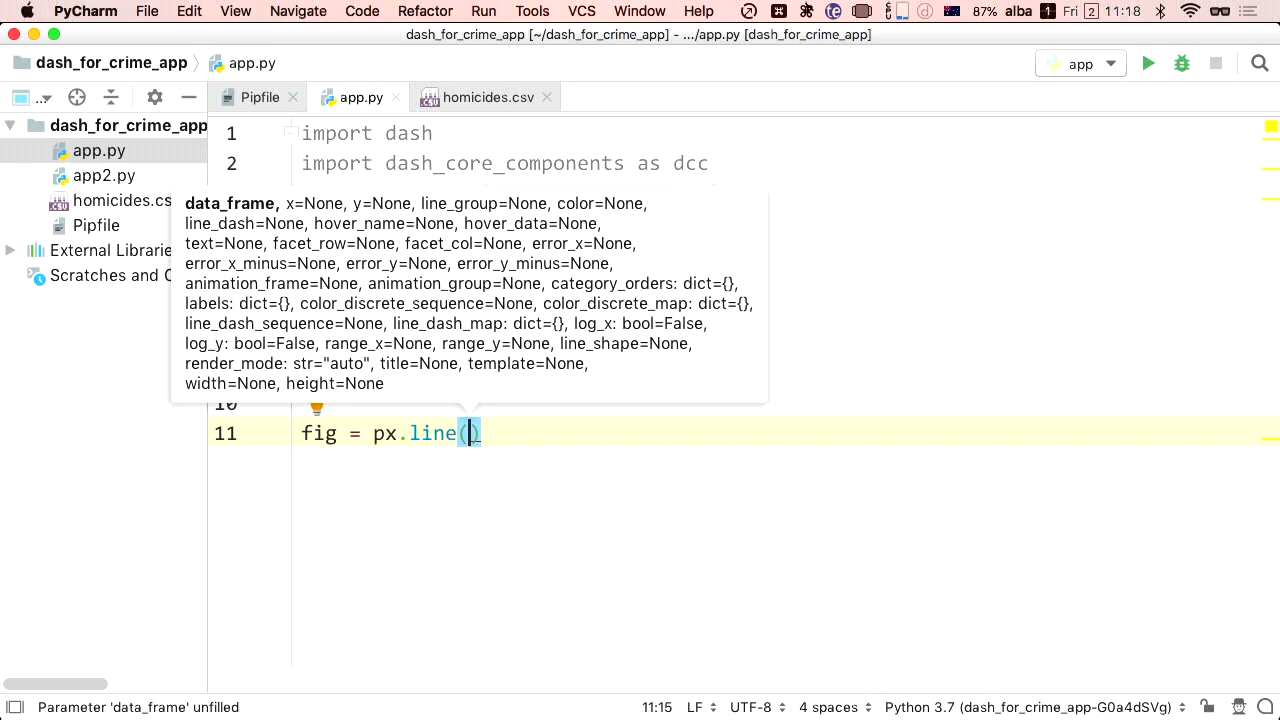 PyCharm File Edit View Navigate Code Refactor Run Tools VCS Window Help 87% alba 1 Fri 2 11:18
dash_for_crime_app [~/dash_for_crime_app] - .../app.py [dash_for_crime_app]
dash_for_crime_app app.py app
... Pipfile app.py homicides.csv
dash_for_crime_app
app.py
app2.py
homicides.cs
Pipfile
External Librarie
Scratches and C
1 import dash
2 import dash_core_components as dcc
data_frame, x=None, y=None, line_group=None, color=None,
line_dash=None, hover_name=None, hover_data=None,
text=None, facet_row=None, facet_col=None, error_x=None,
error_x_minus=None, error_y=None, error_y_minus=None,
animation_frame=None, animation_group=None, category_orders: dict={},
labels: dict={}, color_discrete_sequence=None, color_discrete_map: dict={},
line_dash_sequence=None, line_dash_map: dict={}, log_x: bool=False,
log_y: bool=False, range_x=None, range_y=None, line_shape=None,
render_mode: str="auto", title=None, template=None,
width=None, height=None
10
11 fig = px.line()
Parameter 'data_frame' unfilled 11:15 LF UTF-8 4 spaces Python 3.7 (dash_for_crime_app-G0a4dSVg)